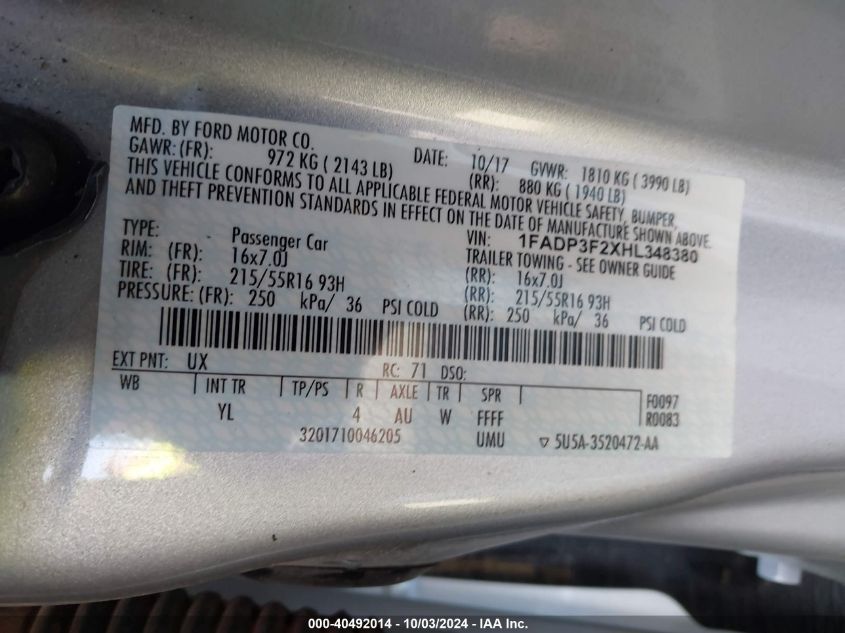 MFD. BY FORD MOTOR CO.
DATE: 10/17 GVWR: 1810 KG ( 3990 LB)
GAWR: (FR): 972 KG ( 2143 LB) (RR): 880 KG ( 1940 LB)
THIS VEHICLE CONFORMS TO ALL APPLICABLE FEDERAL MOTOR VEHICLE SAFETY, BUMPER,
AND THEFT PREVENTION STANDARDS IN EFFECT ON THE DATE OF MANUFACTURE SHOWN ABOVE.
VIN: 1FADP3F2XHL348380
TYPE: - Passenger Car TRAILER TOWING - SEE OWNER GUIDE
RIM: (FR): 16x7.0J (RR): 16x7.0J
TIRE: (FR): 215/55R16 93H (RR): 215/55R16 93H
PRESSURE: (FR): 250 kPa/ 36 PSI COLD (RR): 250 kPa/ 36 PSI COLD
EXT PNT: UX RC: 71 DSO:
WB INT TR TP/PS R AXLE TR SPR F0097
YL 4 AU W FFFF R0083
3201710046205 UMU ▽ 5U5A-3520472-AA
000-40492014 - 10/03/2024 - IAA Inc.